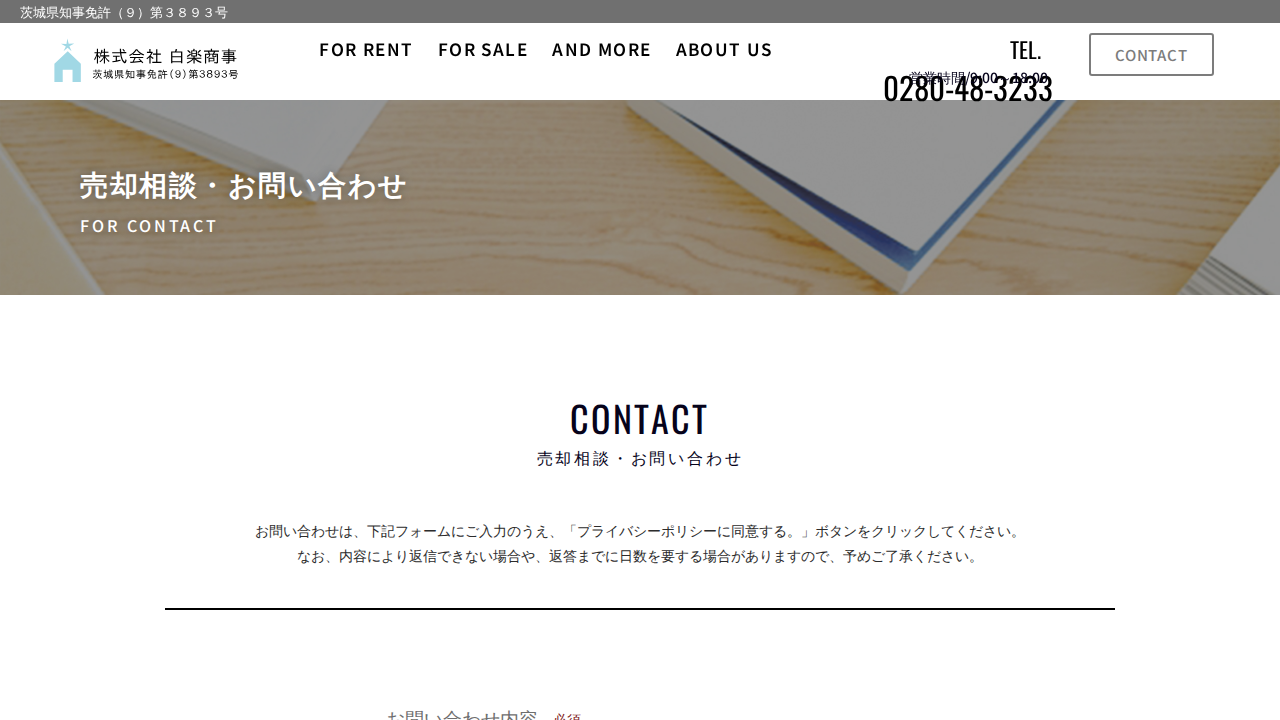 茨城県知事免許（９）第３８９３号
株式会社 白楽商事
茨城県知事免許(9)第3893号
FOR RENT
FOR SALE
AND MORE
ABOUT US
TEL.
0280-48-3233
営業時間/9:00～18:00
CONTACT
売却相談・お問い合わせ
FOR CONTACT
CONTACT
売却相談・お問い合わせ
お問い合わせは、下記フォームにご入力のうえ、「プライバシーポリシーに同意する。」ボタンをクリックしてください。
なお、内容により返信できない場合や、返答までに日数を要する場合がありますので、予めご了承ください。
お問い合わせ内容 必須